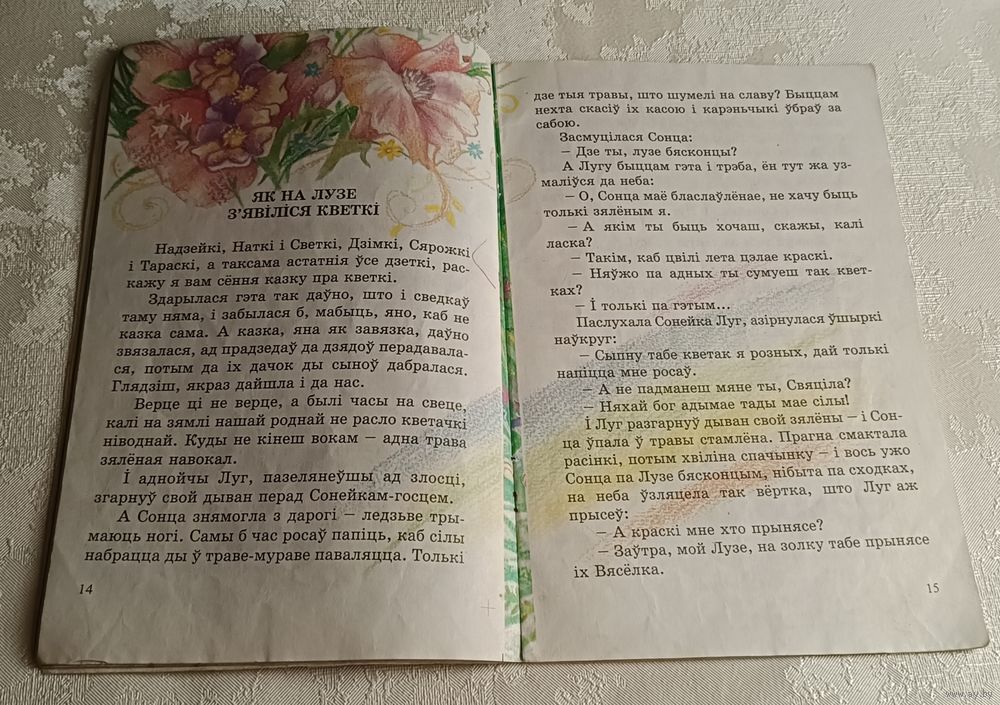 ЯК НА ЛУЗЕ
З'ЯВІЛІСЯ КВЕТКІ
Надзейкі, Наткі і Светкі, Дзімкі, Сярожкі
і Тараскі, а таксама астатнія ўсе дзеткі, рас-
кажу я вам сёння казку пра кветкі.
Здарылася гэта так даўно, што і сведкаў
таму няма, і забылася б, мабыць, яно, каб не
казка сама. А казка, яна як завязка, даўно
звязалася, ад прадзедаў да дзядоў перадавала-
ся, потым да іх дачок ды сыноў дабралася.
Глядзіш, якраз дайшла і да нас.
Верце ці не верце, а былі часы на свеце,
калі на зямлі нашай роднай не расло кветачкі
ніводнай. Куды не кінеш вокам – адна трава
зялёная навокал.
І аднойчы Луг, пазелянеўшы ад злосці,
згарнуў свой дыван перад Сонейкам-госцем.
А Сонца знямогла з дарогі – ледзьве тры-
маюць ногі. Самы б час росаў папіць, каб сілы
набрацца ды ў траве-мураве паваляцца. Толькі
14
дзе тыя травы, што шумелі на славу? Быццам
нехта скасіў іх касою і карэньчыкі ўбраў за
сабою.
Засмуцілася Сонца:
– Дзе ты, лузе бясконцы?
А Лугу быццам гэта і трэба, ён тут жа уз-
маліўся да неба:
– О, Сонца маё бласлаўлёнае, не хачу быць
толькі зялёным я.
– А якім ты быць хочаш, скажы, калі
ласка?
– Такім, каб цвілі лета цэлае краскі.
– Няўжо па адных ты сумуеш так квет-
ках?
– І толькі па гэтым...
Паслухала Сонейка Луг, азірнулася ўшыркі
наўкруг:
– Сыпну табе кветак я розных, дай толькі
напіцца мне росаў.
– А не падманеш мяне ты, Свяціла?
– Няхай бог адымае тады мае сілы!
І Луг разгарнуў дыван свой зялёны – і Сон-
ца ўпала ў травы стамлёна. Прагна смактала
расінкі, потым хвіліна спачынку – і вось ужо
Сонца па Лузе бясконцым, нібыта па сходках,
на неба ўзляцела так вёртка, што Луг аж
прысеў:
– А краскі мне хто прынясе?
– Заўтра, мой Лузе, на золку табе прынясе
іх Вясёлка.
15
www.ay.by